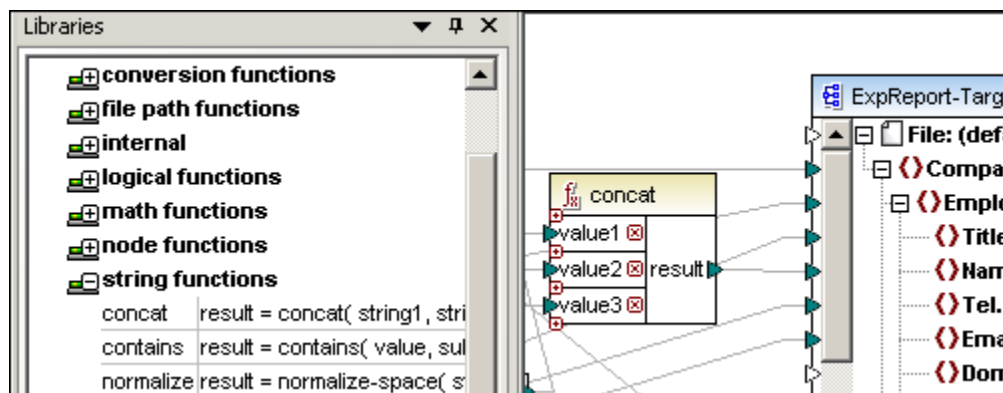 Libraries
conversion functions
file path functions
internal
logical functions
math functions
node functions
string functions
concat result = concat( string1, stri
contains result = contains( value, sul
normalize result = normalize-space( s
concat
value1
value2 result
value3
ExpReport-Targ
File: (def
Compa
Emplo
Title
Nam
Tel.
Ema
Dom